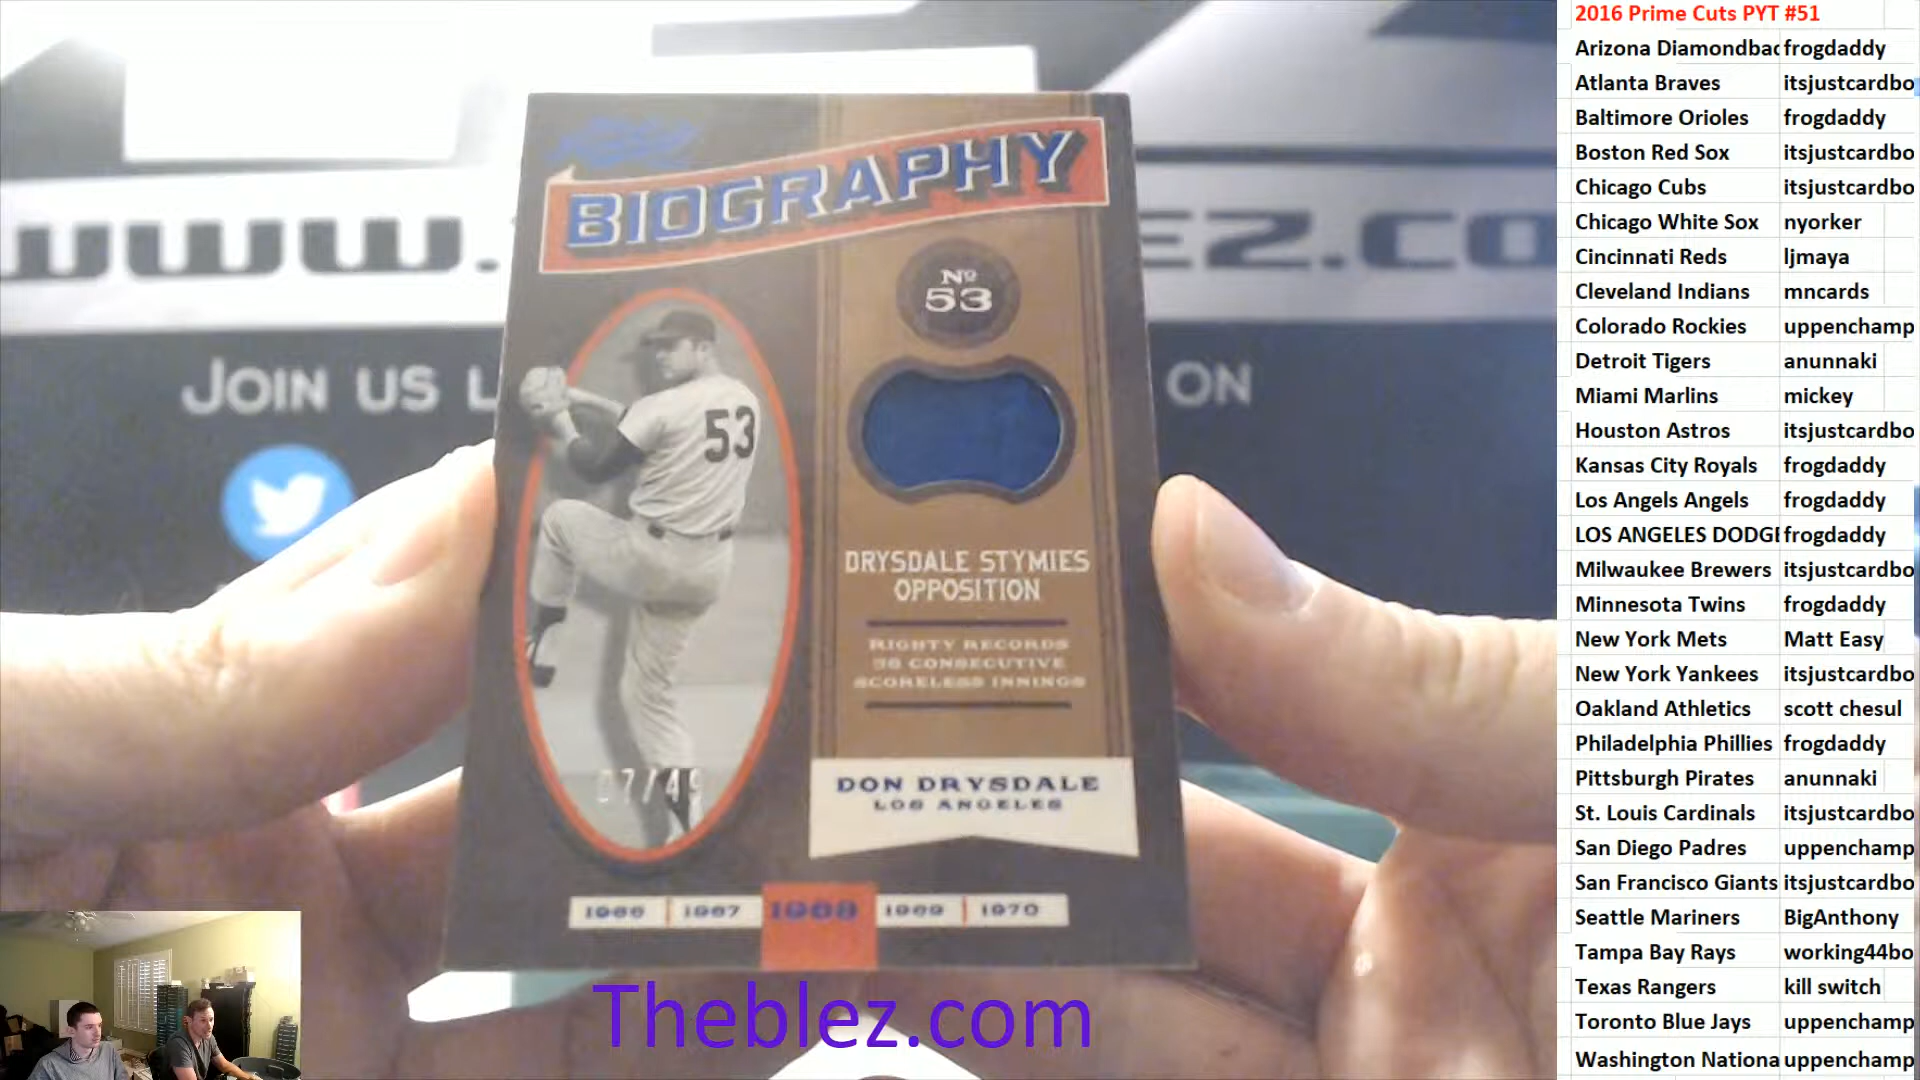 BIOGRAPHY
Nº
53
53
DRYSDALE STYMIES
OPPOSITION
RIGHTY RECORDS
58 CONSECUTIVE
SCORELESS INNINGS
07/49
DON DRYSDALE
LOS ANGELES
1966 1967 1968 1969 1970
WWW.
EZ.CO
JOIN US L
ON
Theblez.com
2016 Prime Cuts PYT #51
Arizona Diamondbac frogdaddy
Atlanta Braves itsjustcardbo
Baltimore Orioles frogdaddy
Boston Red Sox itsjustcardbo
Chicago Cubs itsjustcardbo
Chicago White Sox nyorker
Cincinnati Reds ljmaya
Cleveland Indians mncards
Colorado Rockies uppenchamp
Detroit Tigers anunnaki
Miami Marlins mickey
Houston Astros itsjustcardbo
Kansas City Royals frogdaddy
Los Angels Angels frogdaddy
LOS ANGELES DODGE frogdaddy
Milwaukee Brewers itsjustcardbo
Minnesota Twins frogdaddy
New York Mets Matt Easy
New York Yankees itsjustcardbo
Oakland Athletics scott chesul
Philadelphia Phillies frogdaddy
Pittsburgh Pirates anunnaki
St. Louis Cardinals itsjustcardbo
San Diego Padres uppenchamp
San Francisco Giants itsjustcardbo
Seattle Mariners BigAnthony
Tampa Bay Rays working44bo
Texas Rangers kill switch
Toronto Blue Jays uppenchamp
Washington Nationa uppenchamp